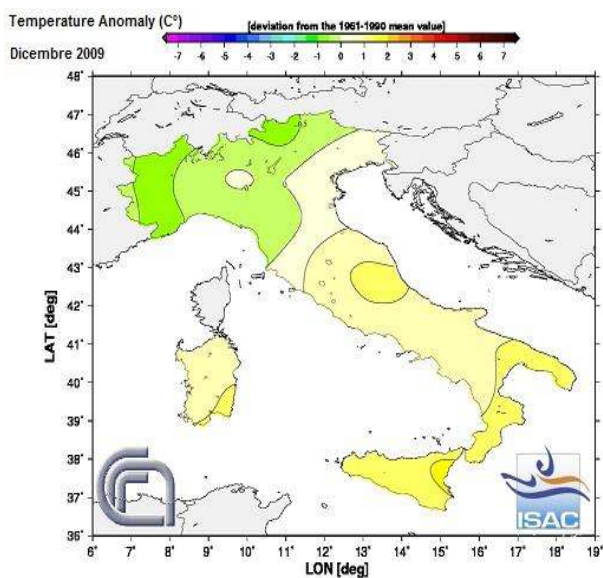 Temperature Anomaly (C°)
[deviation from the 1961-1990 mean value]
Dicembre 2009
-7 -6 -5 -4 -3 -2 -1 -0 0 1 2 3 4 5 6 7
48°
47°
46°
45°
44°
43°
42°
41°
40°
39°
38°
37°
36°
LAT [deg]
ISAC
6° 7° 8° 9° 10° 11° 12° 13° 14° 15° 16° 17° 18° 19°
LON [deg]